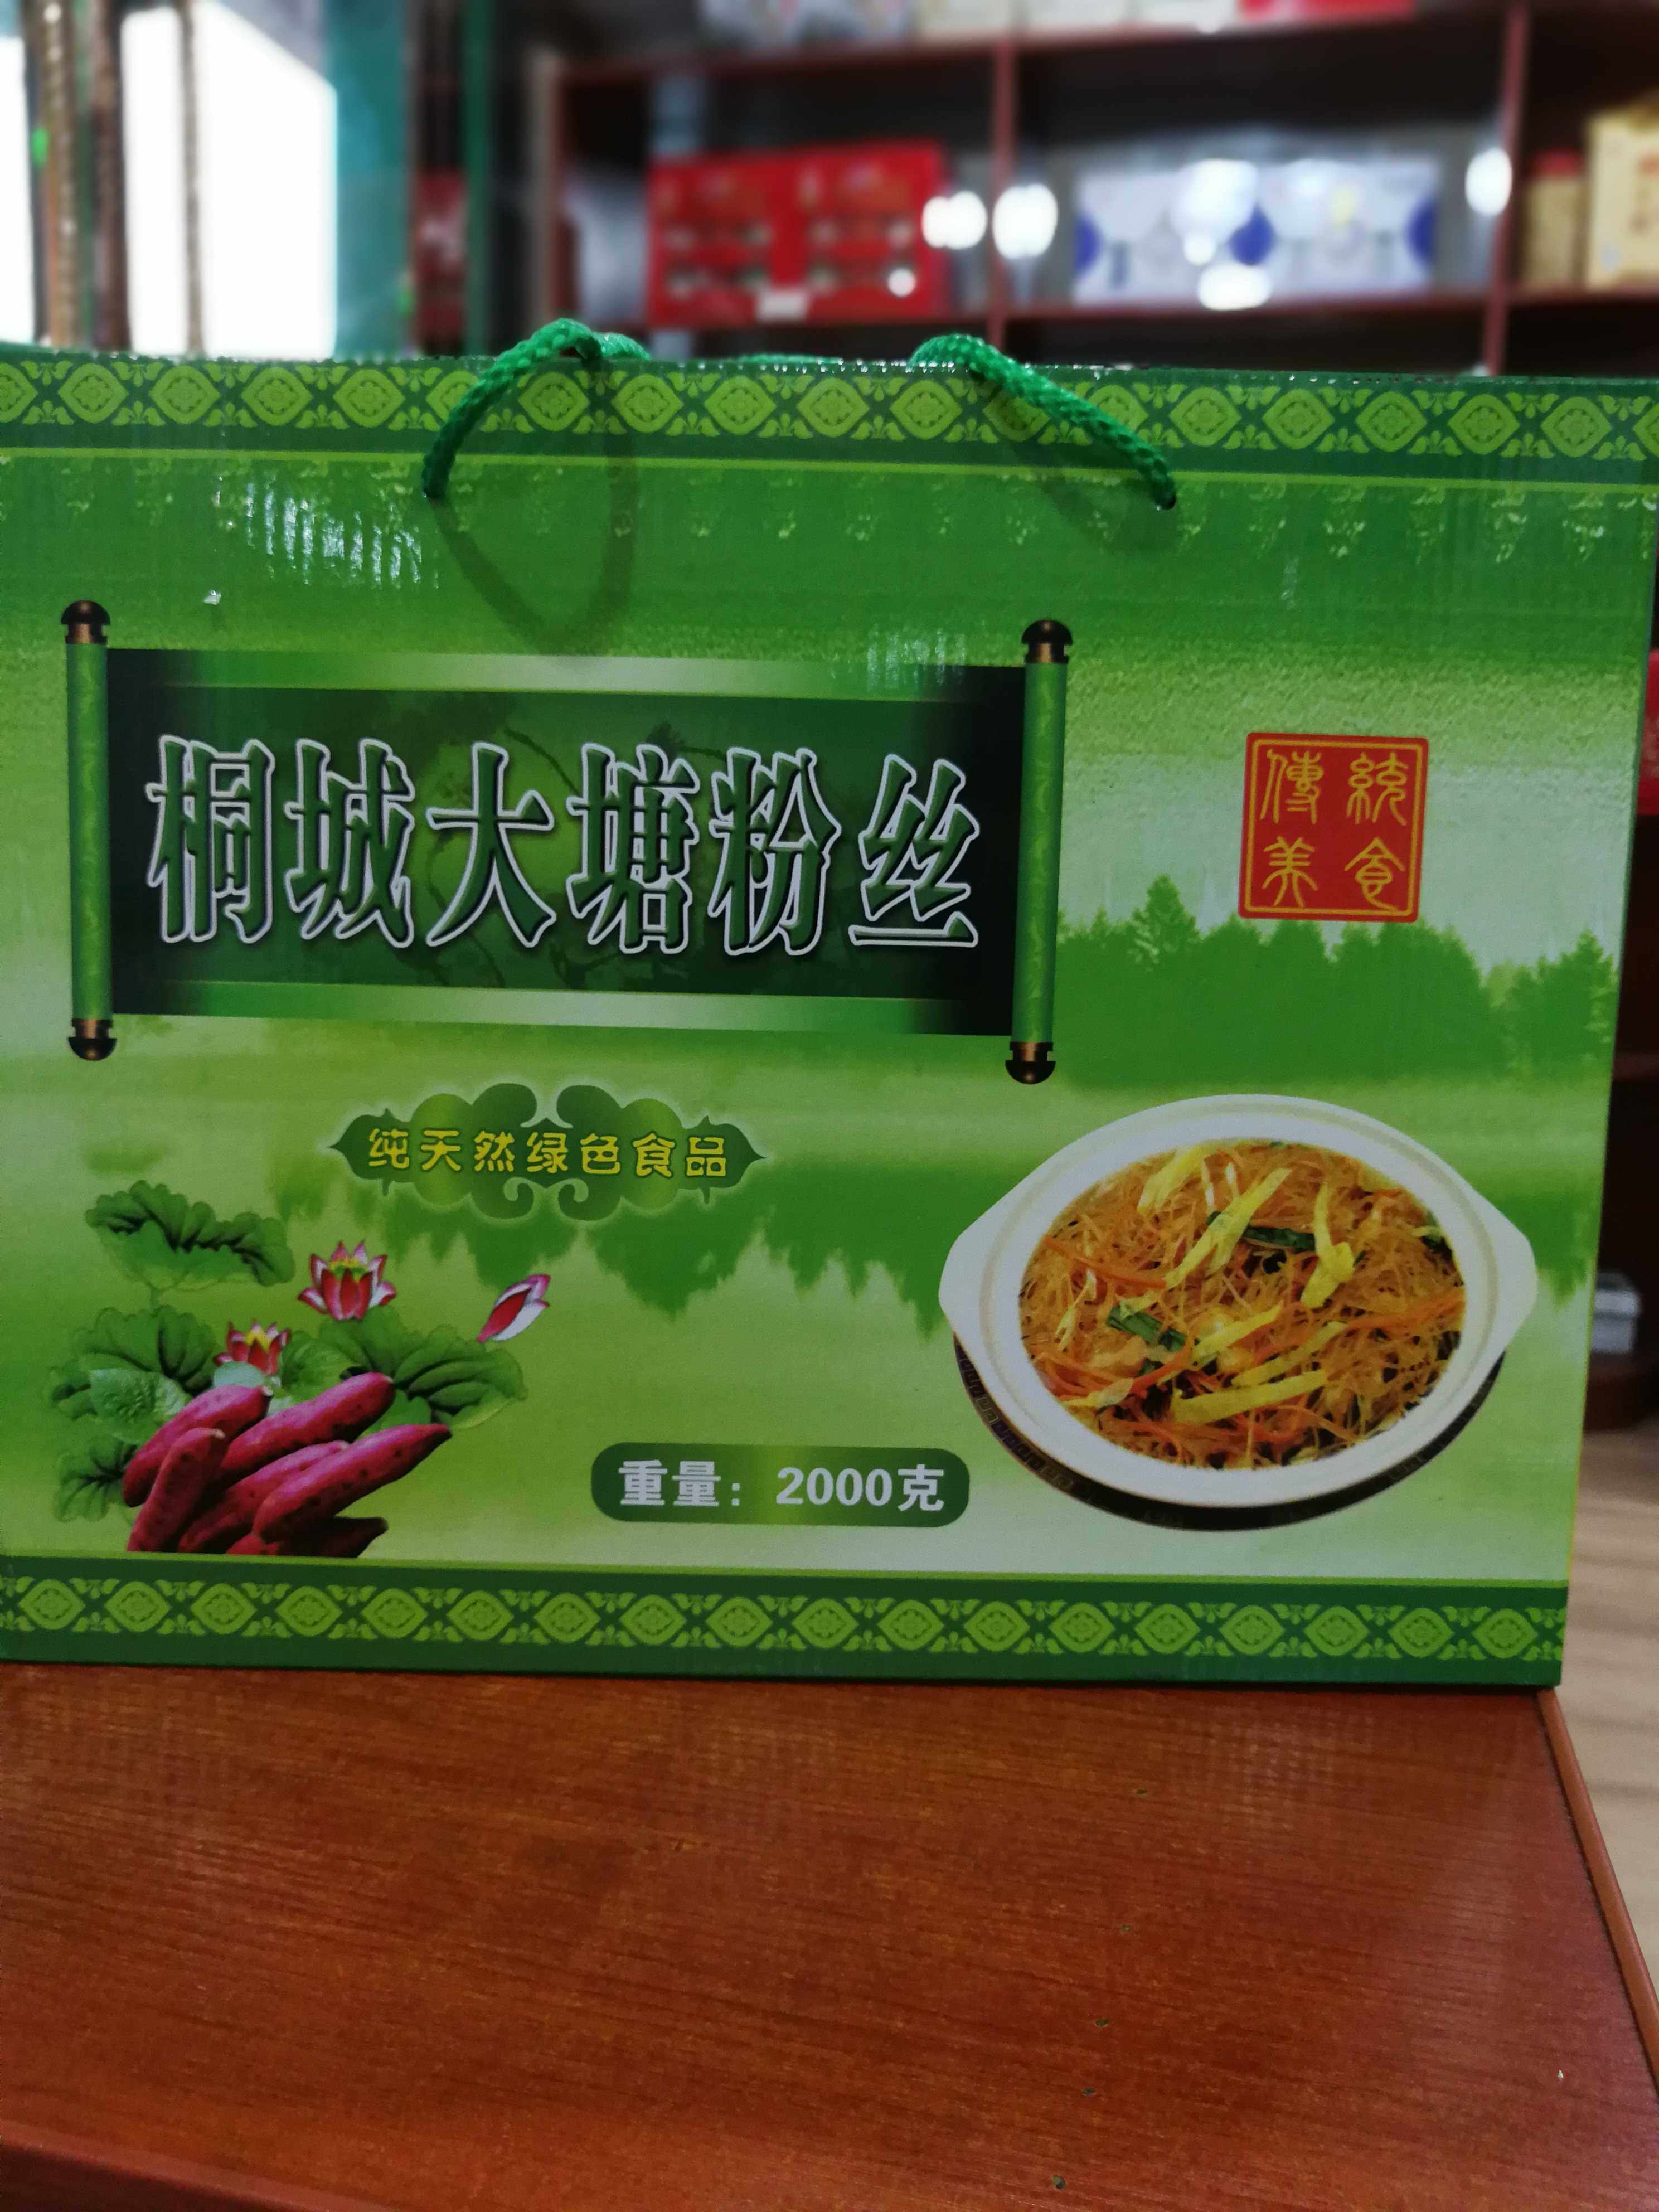 桐城大塘粉丝
傳統
美食
纯天然绿色食品
重量：2000克